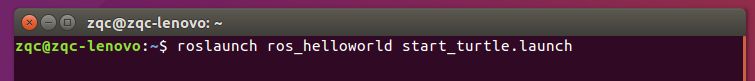 zqc@zqc-lenovo: ~
zqc@zqc-lenovo:~$ roslaunch ros_helloworld start_turtle.launch